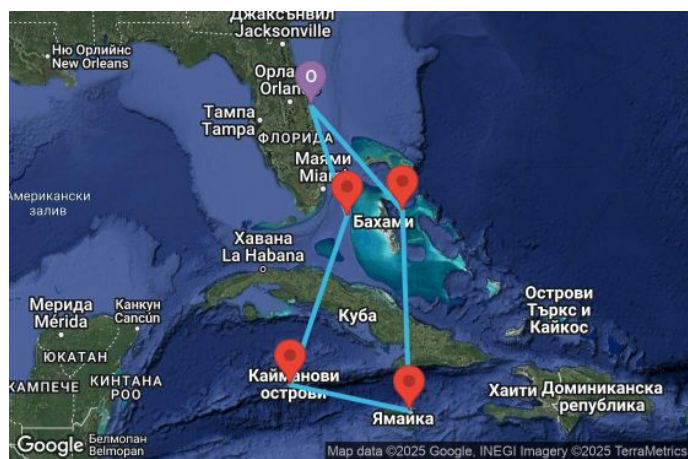 Джаксънвил
Jacksonville
Ню Орлийнс
New Orleans
Орла
Orlan
O
Тампа
Tampa
ФЛОРИДА
Маями
Miami
Американски
залив
Бахами
Хавана
La Habana
Мерида
Mérida
Канкун
Cancún
Куба
Острови
Търкс и
Кайкос
ЮКАТАН
КАМПЕЧЕ
КИНТАНА
РОО
Кайманови
острови
Ямайка
Хаити
Доминиканска
република
Google
Белмопан
Belmopan
Map data ©2025 Google, INEGI Imagery ©2025 TerraMetrics